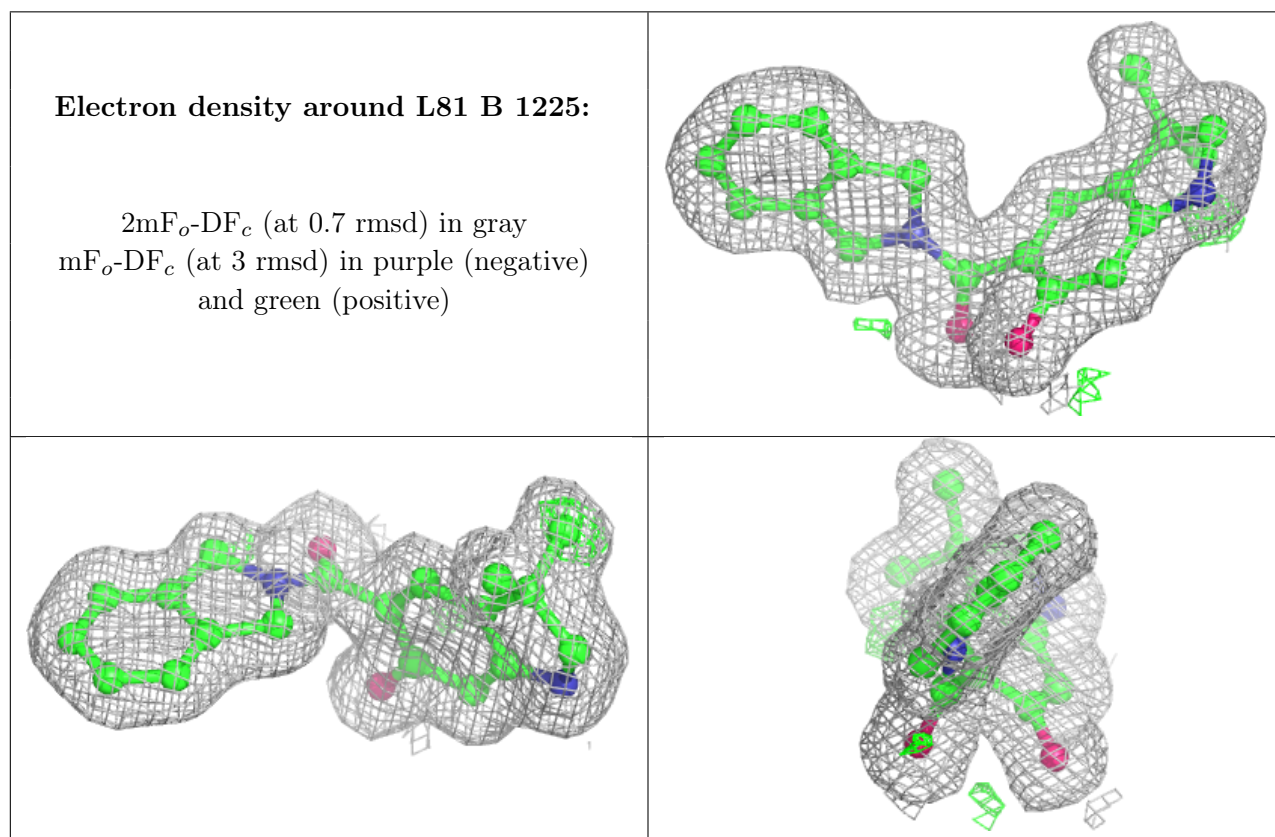 Electron density around L81 B 1225:
2mFo-DFc (at 0.7 rmsd) in gray
mFo-DFc (at 3 rmsd) in purple (negative)
and green (positive)